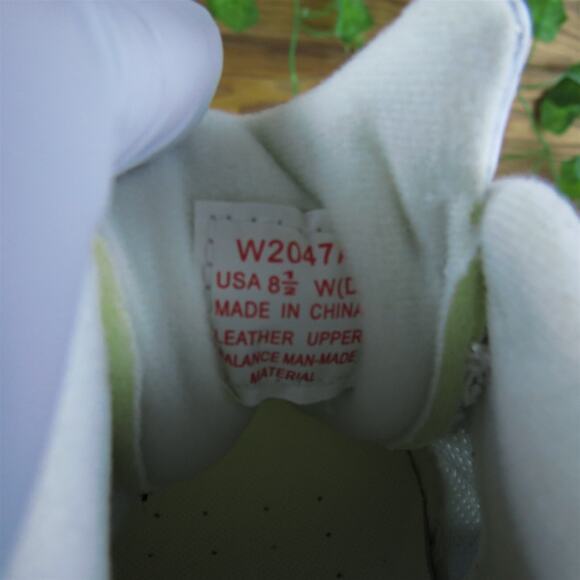 W2047
USA 8½ W(D
MADE IN CHINA
LEATHER UPPER
BALANCE MAN-MADE
MATERIAL